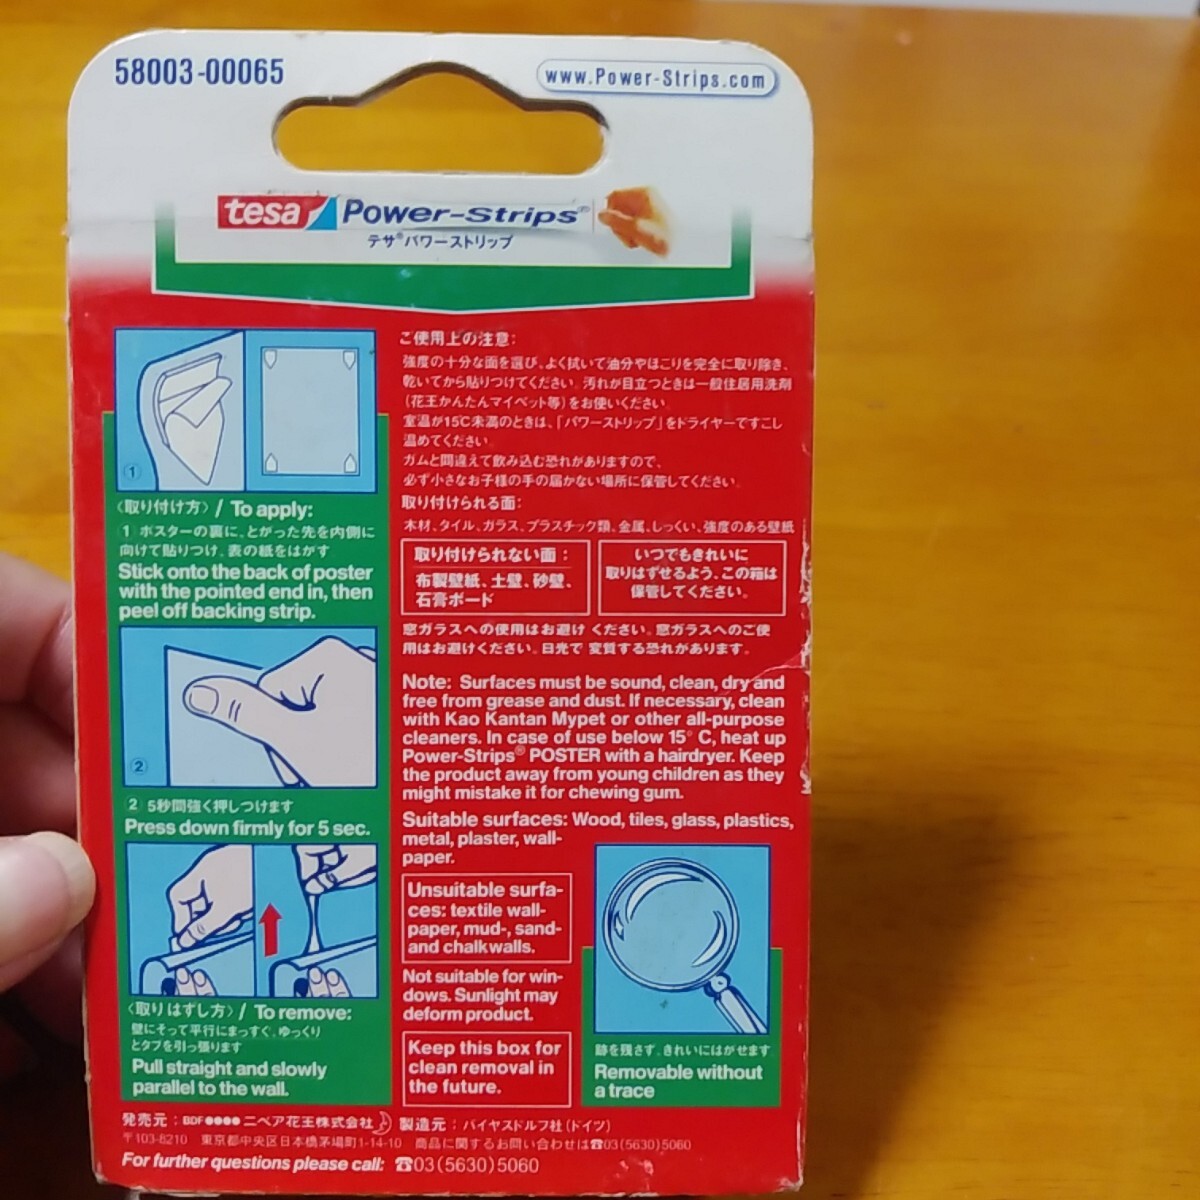 58003-00065
www.Power-Strips.com
tesa Power-Strips®
テサ®パワーストリップ
①
〈取り付け方〉/ To apply:
① ポスターの裏に、とがった先を内側に
向けて貼りつけ、表の紙をはがす
Stick onto the back of poster
with the pointed end in, then
peel off backing strip.
②
② 5秒間強く押しつけます
Press down firmly for 5 sec.
〈取りはずし方〉/ To remove:
壁にそって平行にまっすぐ、ゆっくり
とタブを引っ張ります
Pull straight and slowly
parallel to the wall.
ご使用上の注意:
強度の十分な面を選び、よく拭いて油分やほこりを完全に取り除き、
乾いてから貼りつけてください。汚れが目立つときは一般住居用洗剤
(花王かんたんマイペット等)をお使いください。
室温が15℃未満のときは、「パワーストリップ」をドライヤーですこし
温めてください。
ガムと間違えて飲み込む恐れがありますので、
必ず小さなお子様の手の届かない場所に保管してください。
取り付けられる面:
木材、タイル、ガラス、プラスチック類、金属、しっくい、強度のある壁紙
取り付けられない面:
布製壁紙、土壁、砂壁、
石膏ボード
いつでもきれいに
取りはずせるよう、この箱は
保管してください。
窓ガラスへの使用はお避けください。窓ガラスへのご使
用はお避けください。日光で変質する恐れがあります。
Note: Surfaces must be sound, clean, dry and
free from grease and dust. If necessary, clean
with Kao Kantan Mypet or other all-purpose
cleaners. In case of use below 15° C, heat up
Power-Strips® POSTER with a hairdryer. Keep
the product away from young children as they
might mistake it for chewing gum.
Suitable surfaces: Wood, tiles, glass, plastics,
metal, plaster, wall-
paper.
Unsuitable surfa-
ces: textile wall-
paper, mud-, sand-
and chalkwalls.
Not suitable for win-
dows. Sunlight may
deform product.
Keep this box for
clean removal in
the future.
跡を残さず、きれいにはがせます
Removable without
a trace
発売元: BDF●●●● ニベア花王株式会社 製造元: バイヤスドルフ社(ドイツ)
〒103-8210 東京都中央区日本橋茅場町1-14-10 商品に関するお問い合わせは☎03(5630)5060
For further questions please call: ☎03(5630)5060